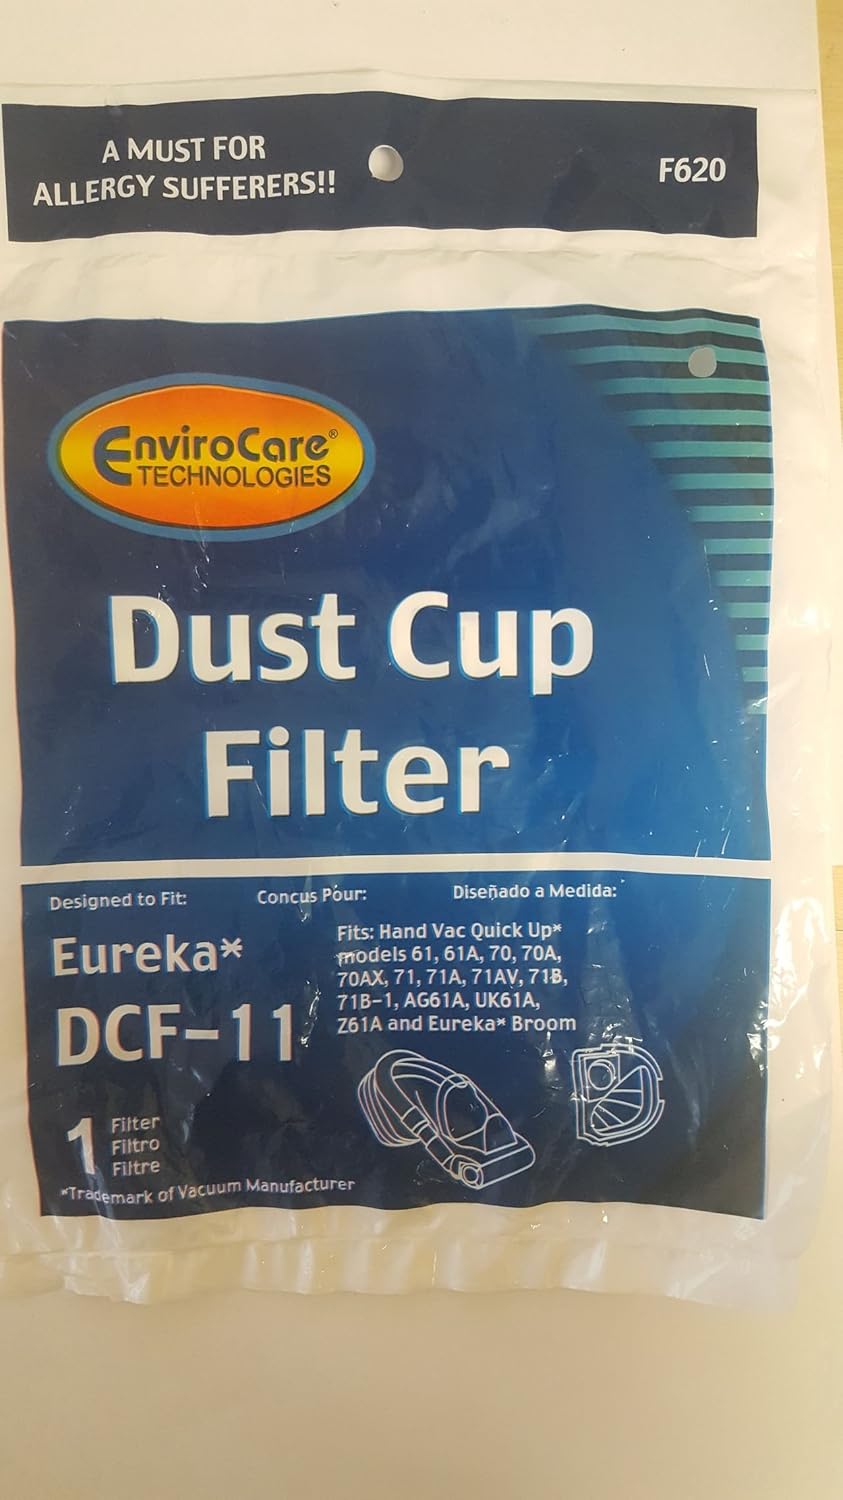 A MUST FOR
ALLERGY SUFFERERS!!
F620
EnviroCare®
TECHNOLOGIES
Dust Cup
Filter
Designed to Fit:
Concus Pour:
Diseñado a Medida:
Eureka*
DCF-11
Fits: Hand Vac Quick Up*
models 61, 61A, 70, 70A,
70AX, 71, 71A, 71AV, 71B,
71B-1, AG61A, UK61A,
Z61A and Eureka* Broom
1
Filter
Filtro
Filtre
*Trademark of Vacuum Manufacturer